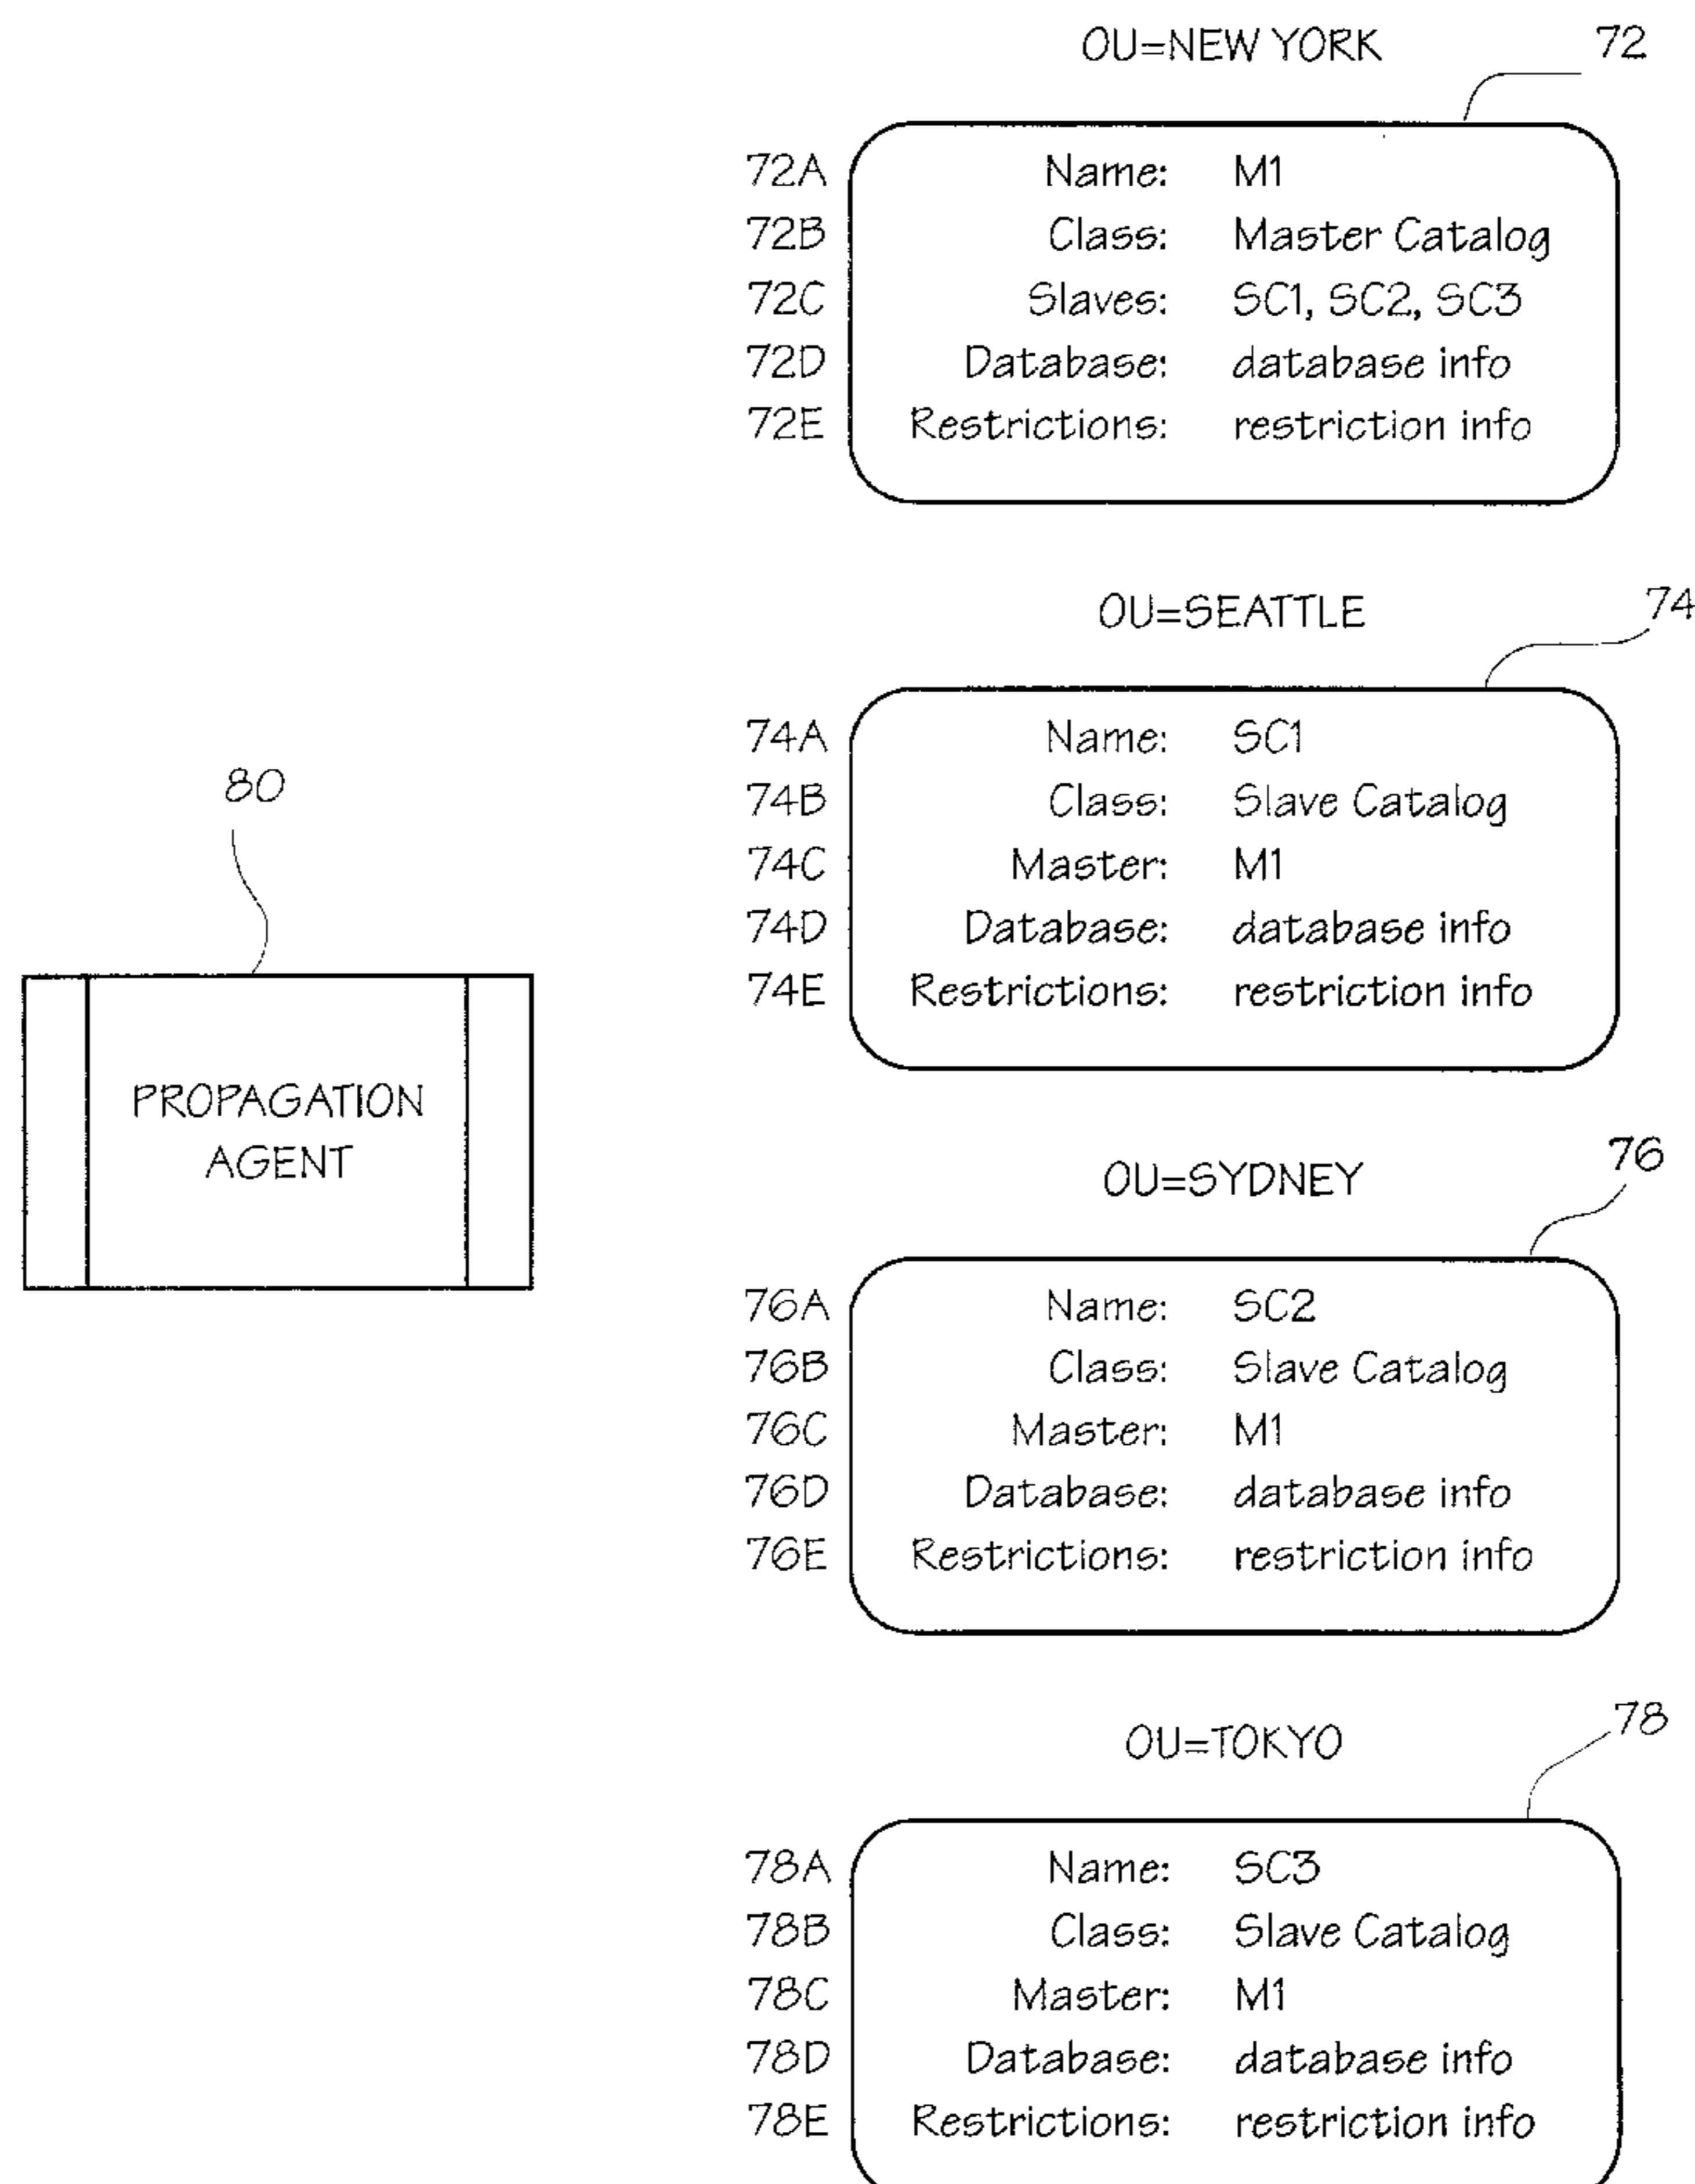 OU=NEW YORK 72
72A Name: M1
72B Class: Master Catalog
72C Slaves: SC1, SC2, SC3
72D Database: database info
72E Restrictions: restriction info
OU=SEATTLE 74
74A Name: SC1
74B Class: Slave Catalog
74C Master: M1
74D Database: database info
74E Restrictions: restriction info
80
PROPAGATION
AGENT
OU=SYDNEY 76
76A Name: SC2
76B Class: Slave Catalog
76C Master: M1
76D Database: database info
76E Restrictions: restriction info
OU=TOKYO 78
78A Name: SC3
78B Class: Slave Catalog
78C Master: M1
78D Database: database info
78E Restrictions: restriction info